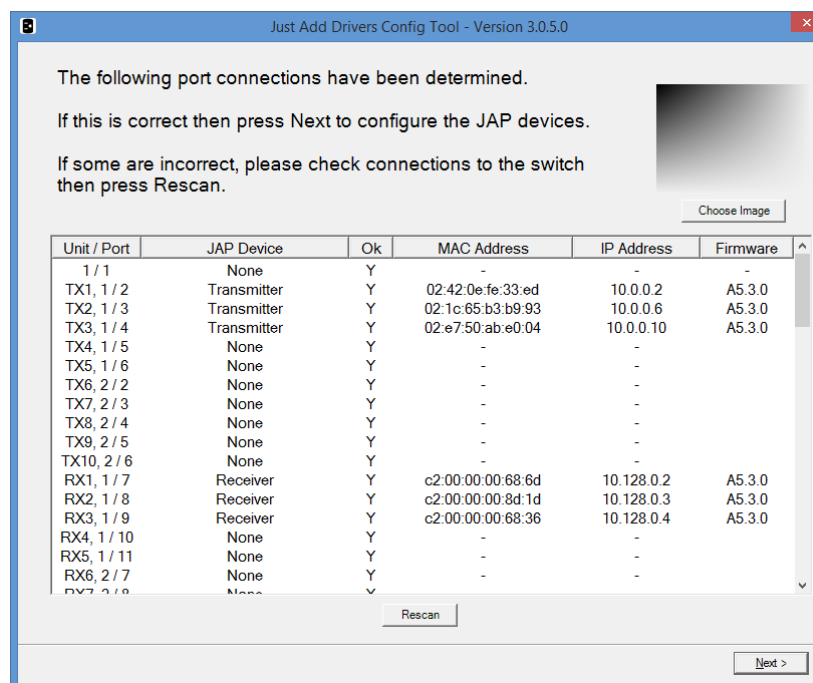 Just Add Drivers Config Tool - Version 3.0.5.0
The following port connections have been determined.
If this is correct then press Next to configure the JAP devices.
If some are incorrect, please check connections to the switch
then press Rescan.
Choose Image
Unit / Port JAP Device Ok MAC Address IP Address Firmware
1 / 1 None Y - - -
TX1, 1 / 2 Transmitter Y 02:42:0e:fe:33:ed 10.0.0.2 A5.3.0
TX2, 1 / 3 Transmitter Y 02:1c:65:b3:b9:93 10.0.0.6 A5.3.0
TX3, 1 / 4 Transmitter Y 02:e7:50:ab:e0:04 10.0.0.10 A5.3.0
TX4, 1 / 5 None Y - -
TX5, 1 / 6 None Y - -
TX6, 2 / 2 None Y - -
TX7, 2 / 3 None Y - -
TX8, 2 / 4 None Y - -
TX9, 2 / 5 None Y - -
TX10, 2 / 6 None Y - -
RX1, 1 / 7 Receiver Y c2:00:00:00:68:6d 10.128.0.2 A5.3.0
RX2, 1 / 8 Receiver Y c2:00:00:00:8d:1d 10.128.0.3 A5.3.0
RX3, 1 / 9 Receiver Y c2:00:00:00:68:36 10.128.0.4 A5.3.0
RX4, 1 / 10 None Y - -
RX5, 1 / 11 None Y - -
RX6, 2 / 7 None Y - -
RX7, 2 / 8 None Y
Rescan
Next >